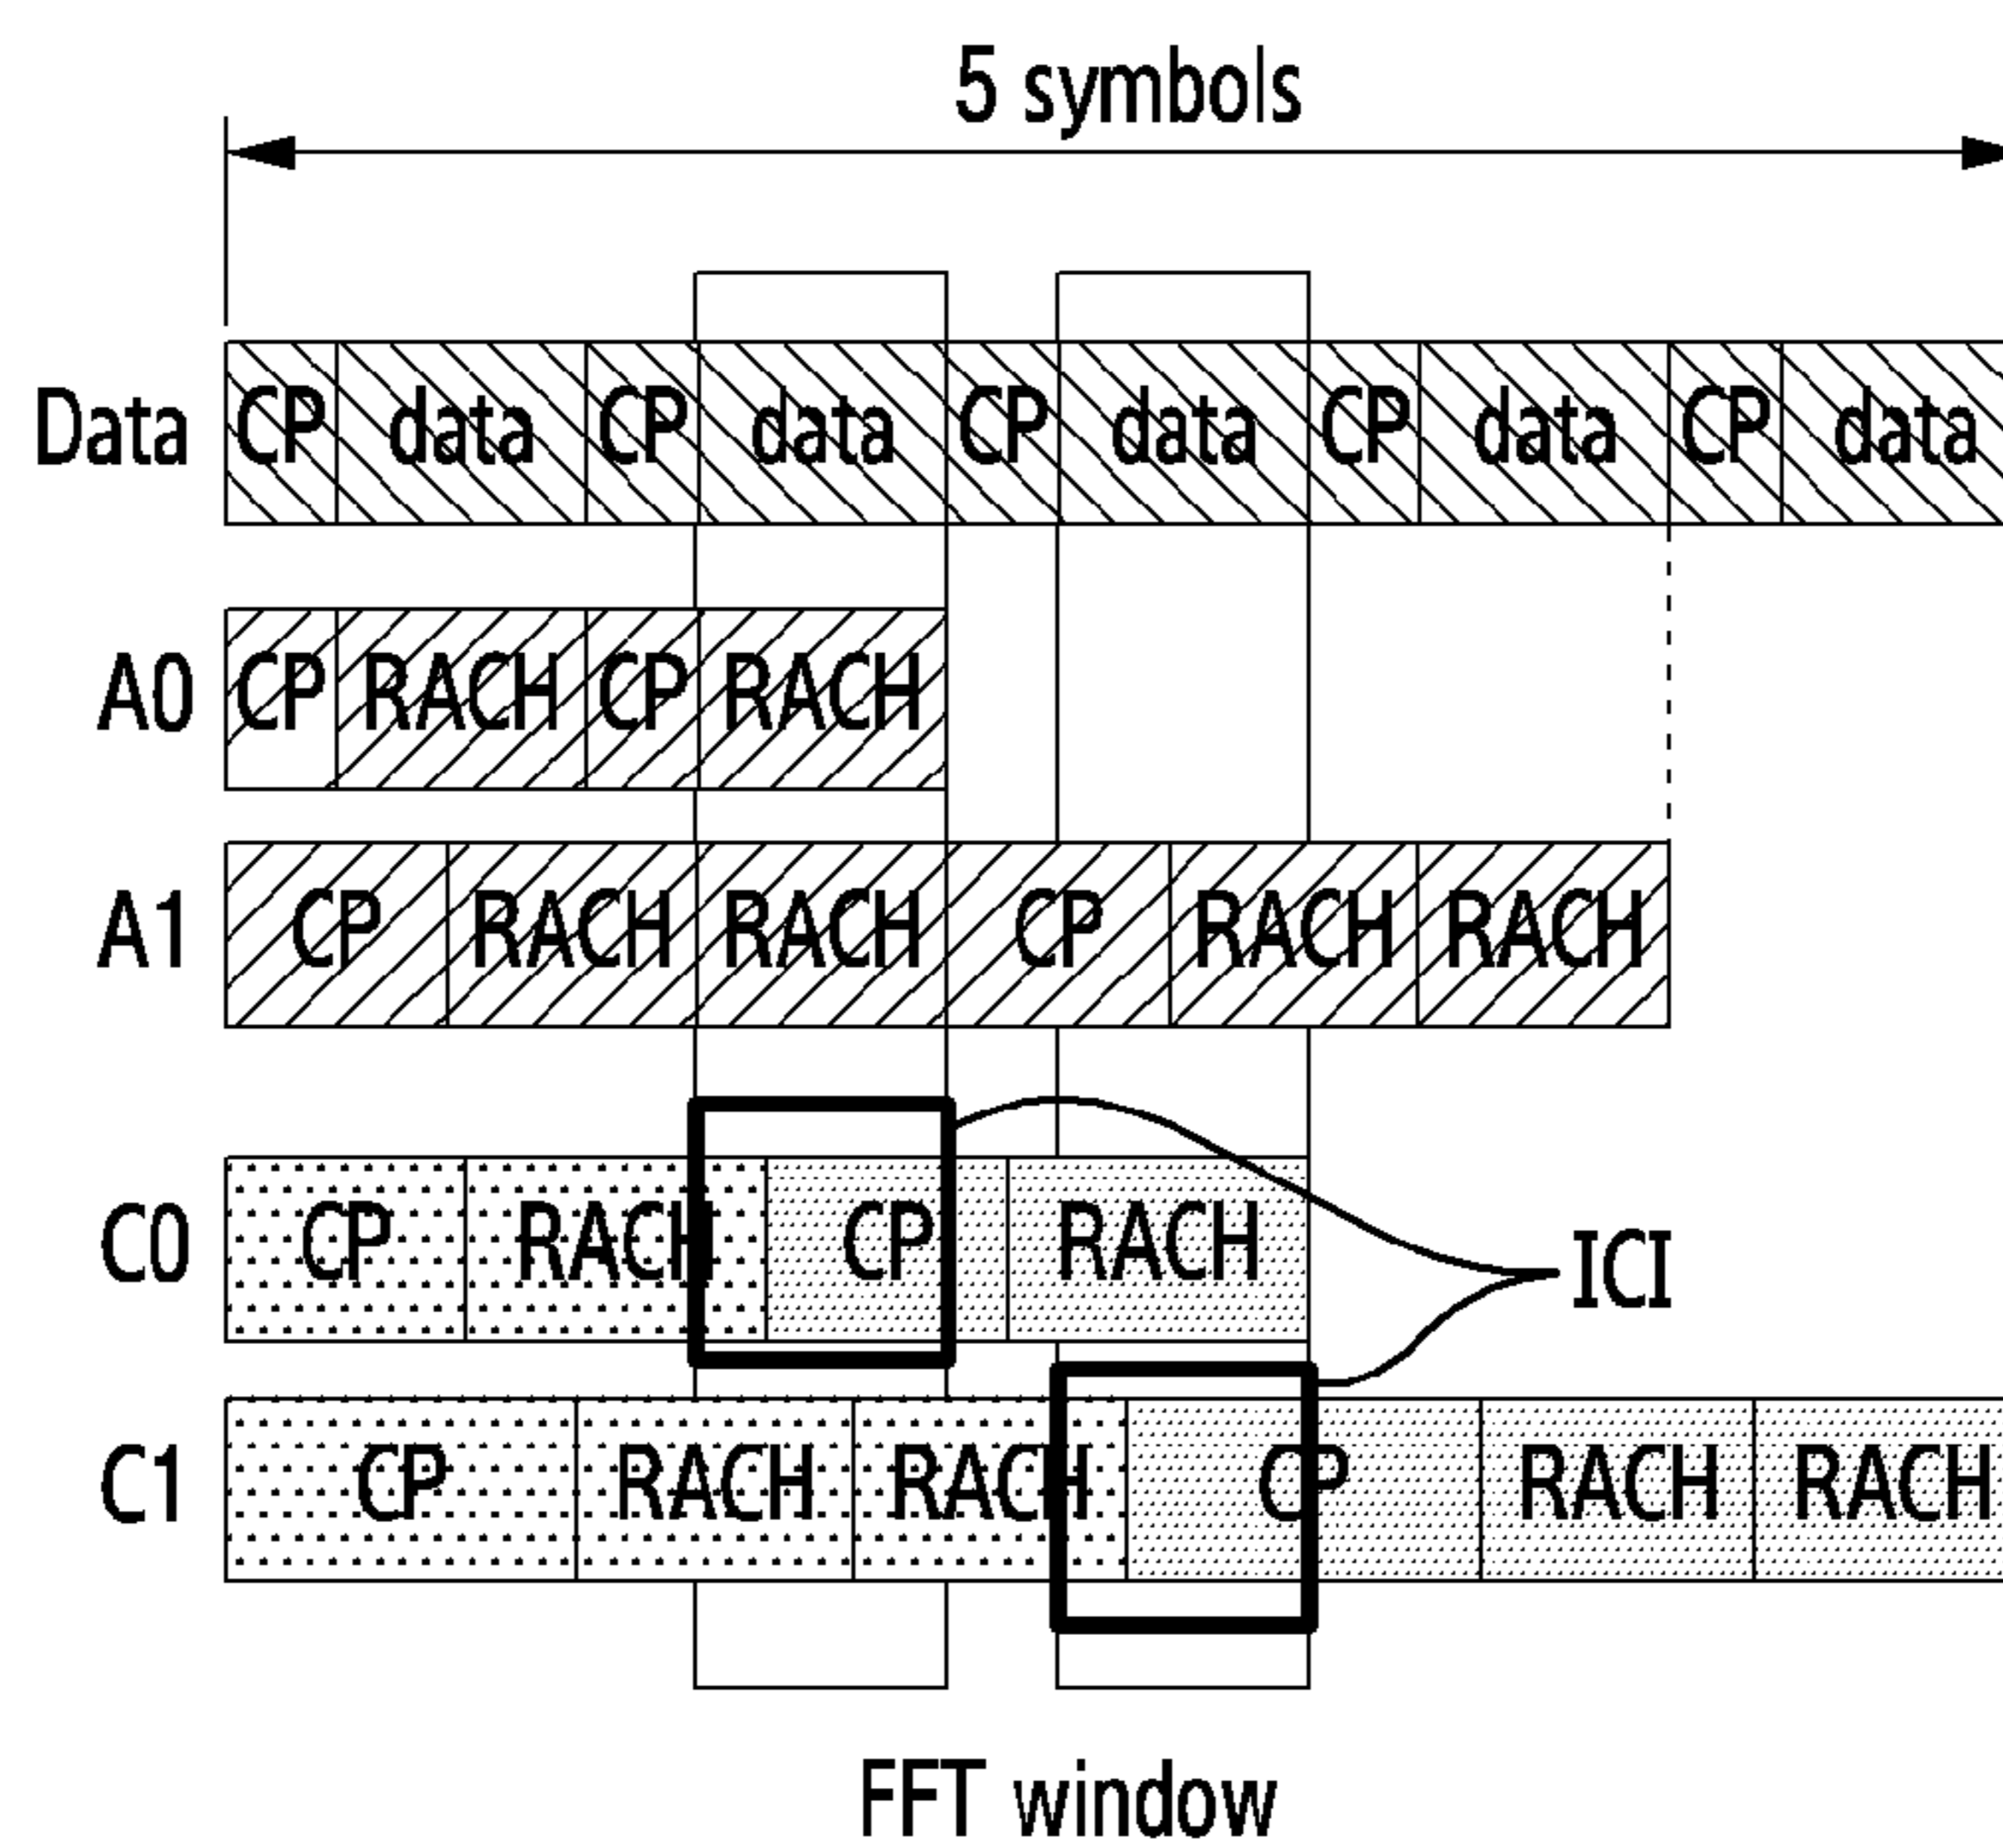 5 symbols
Data CP data CP data CP data CP data CP data
A0 CP RACH CP RACH
A1 CP RACH RACH CP RACH RACH
C0 CP RACH CP RACH
ICI
C1 CP RACH RACH CP RACH RACH
FFT window